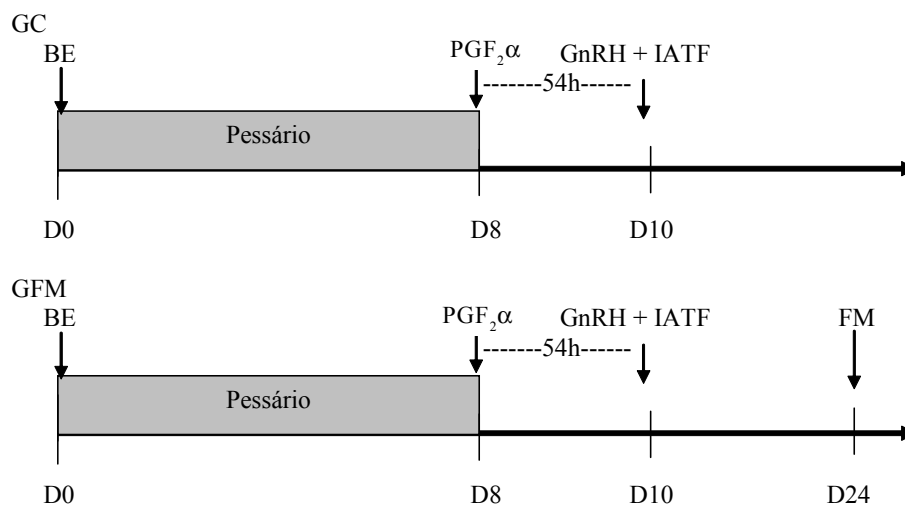 GC
BE PGF₂α GnRH + IATF
-------54h-------
Pessário
D0 D8 D10
GFM
BE PGF₂α GnRH + IATF FM
-------54h-------
Pessário
D0 D8 D10 D24